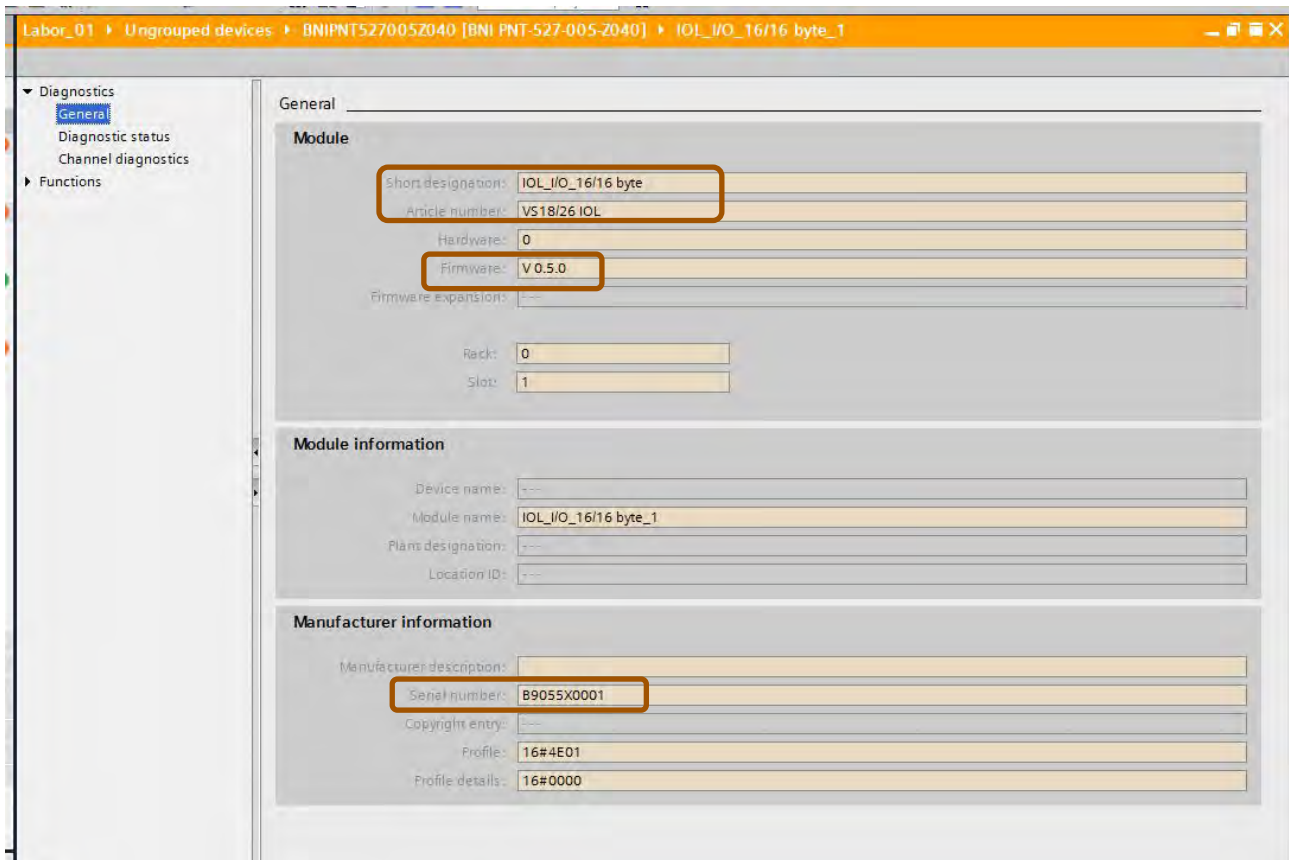 Labor_01 ▸ Ungrouped devices ▸ BNIPNT527005Z040 [BNI PNT-527-005-Z040] ▸ IOL_I/O_16/16 byte_1
Diagnostics
General
Diagnostic status
Channel diagnostics
Functions
General
Module
Short designation: IOL_I/O_16/16 byte
Article number: VS18/26 IOL
Hardware: 0
Firmware: V 0.5.0
Firmware expansion: ---
Rack: 0
Slot: 1
Module information
Device name: ---
Module name: IOL_I/O_16/16 byte_1
Plant designation: ---
Location ID: ---
Manufacturer information
Manufacturer description:
Serial number: B9055X0001
Copyright entry: ---
Profile: 16#4E01
Profile details: 16#0000